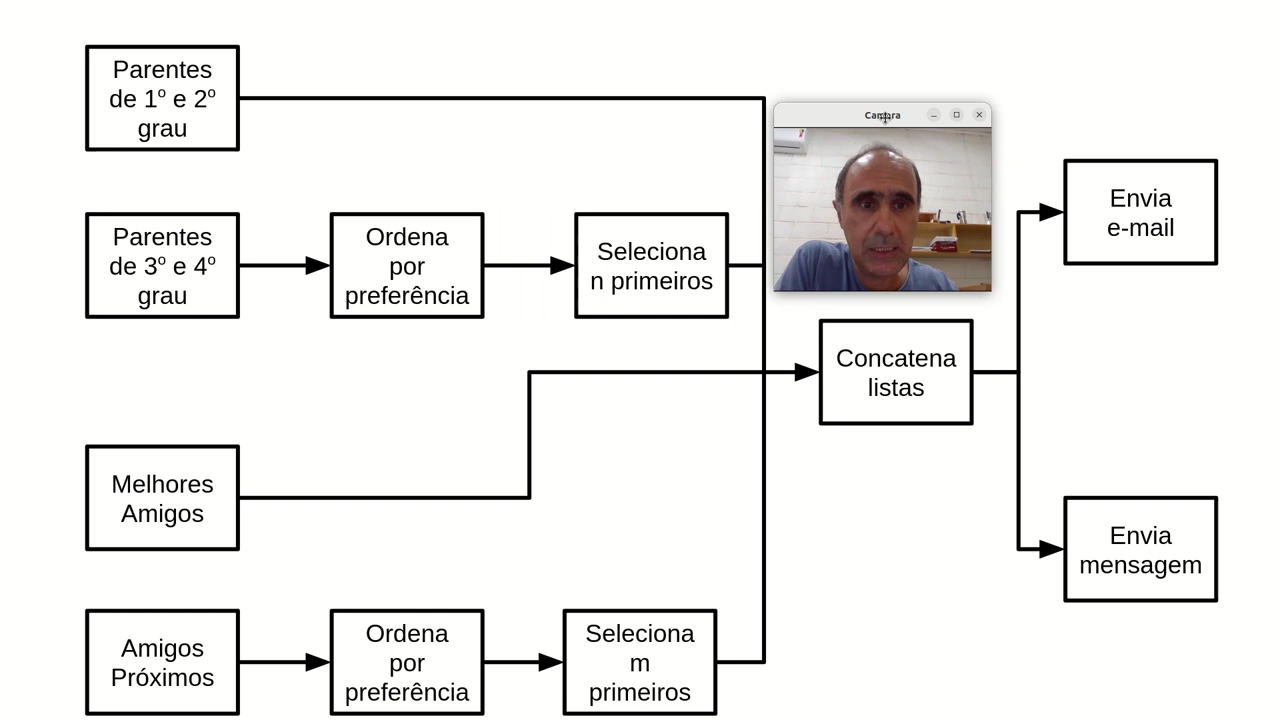 Parentes
de 1º e 2º
grau
Parentes
de 3º e 4º
grau
Ordena
por
preferência
Seleciona
n primeiros
Melhores
Amigos
Amigos
Próximos
Ordena
por
preferência
Seleciona
m
primeiros
Camara
Concatena
listas
Envia
e-mail
Envia
mensagem